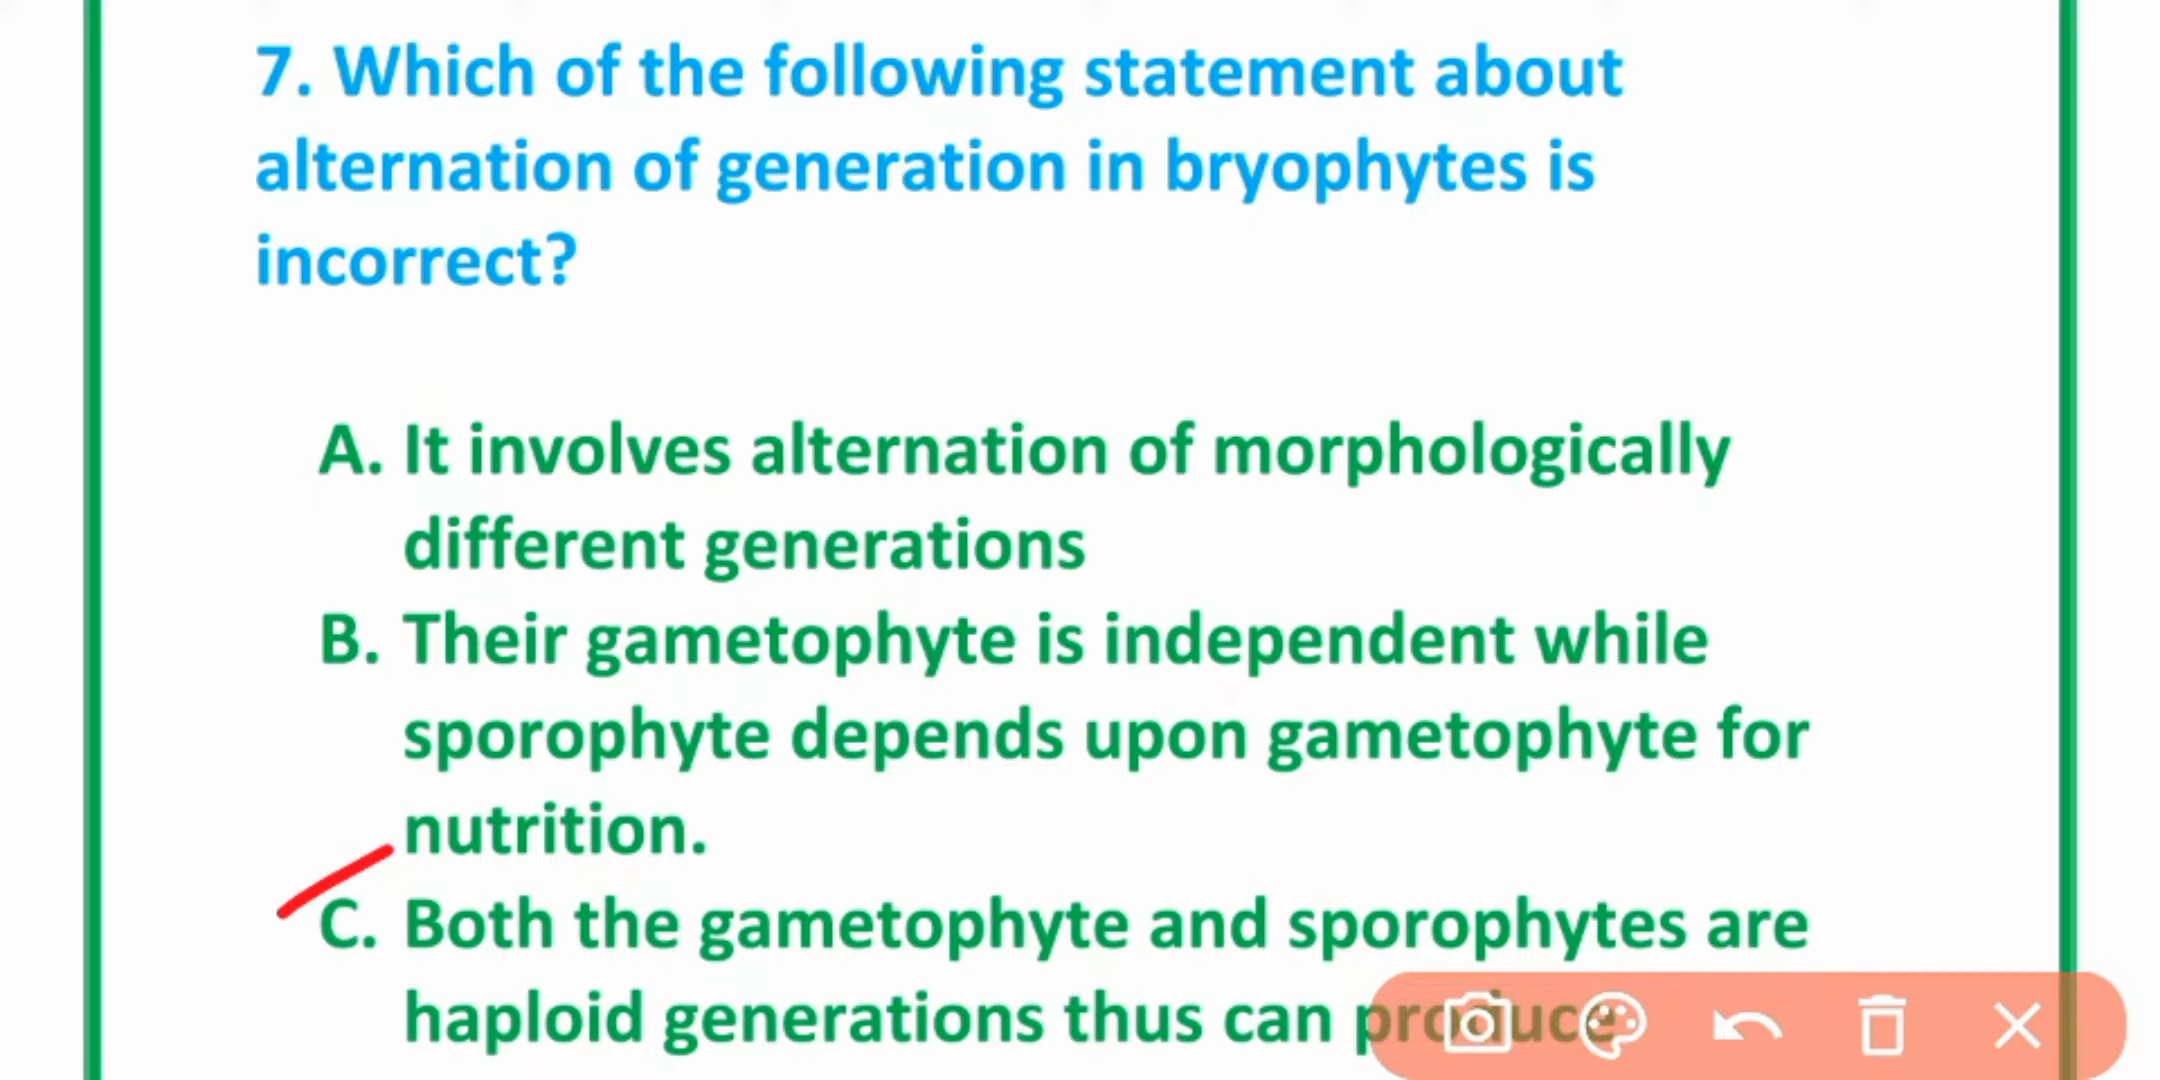 7. Which of the following statement about
alternation of generation in bryophytes is
incorrect?
A. It involves alternation of morphologically
different generations
B. Their gametophyte is independent while
sporophyte depends upon gametophyte for
nutrition.
C. Both the gametophyte and sporophytes are
haploid generations thus can produce